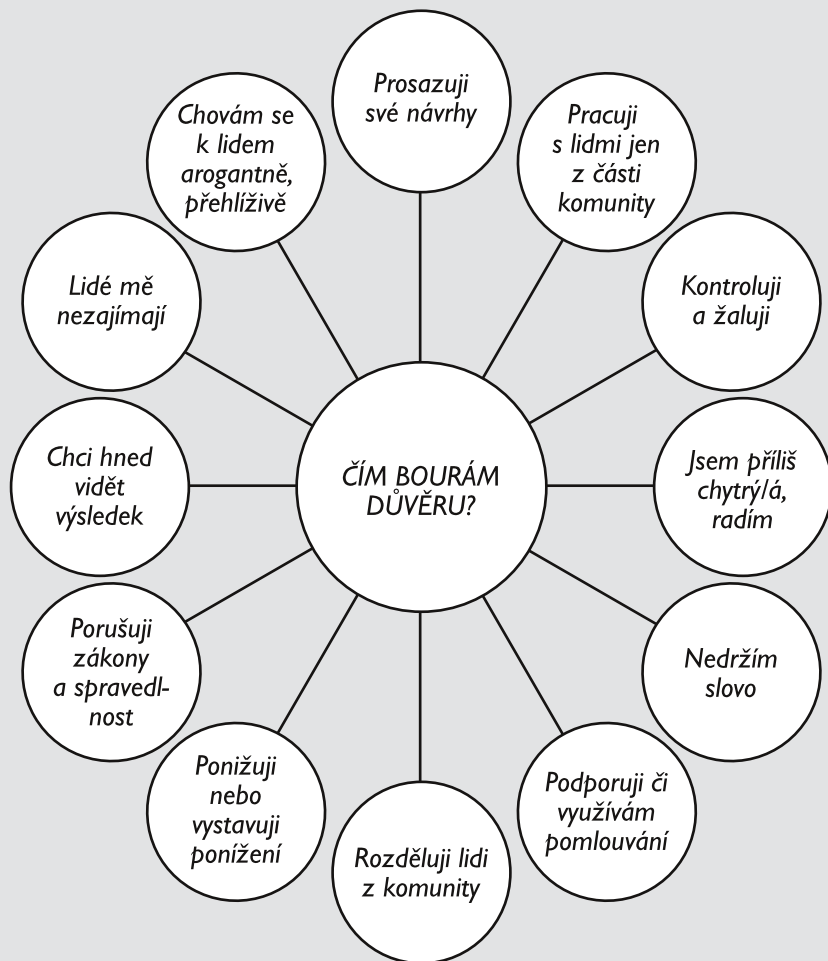 Prosazuji
své návrhy
Pracuji
s lidmi jen
z části
komunity
Kontroluji
a žaluji
Jsem příliš
chytrý/á,
radím
Nedržím
slovo
Podporuji či
využívám
pomlouvání
Rozděluji lidi
z komunity
Ponižuji
nebo
vystavuji
ponížení
Porušuji
zákony
a spravedl-
nost
Chci hned
vidět
výsledek
Lidé mě
nezajímají
Chovám se
k lidem
arogantně,
přehlíživě
ČÍM BOURÁM
DŮVĚRU?